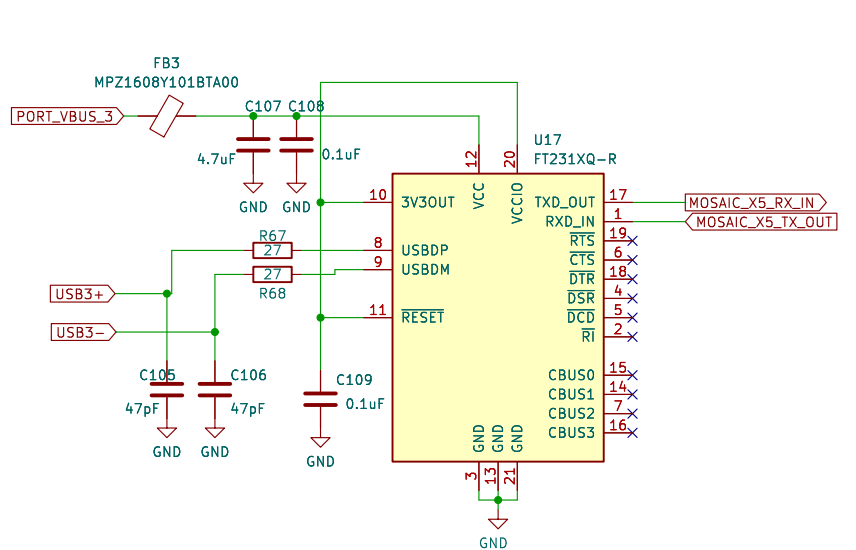 FB3
MPZ1608Y101BTA00
PORT_VBUS_3
C107
C108
4.7uF
0.1uF
GND
GND
U17
FT231XQ-R
12
20
VCC
VCCIO
10
3V3OUT
TXD_OUT
17
MOSAIC_X5_RX_IN
RXD_IN
1
MOSAIC_X5_TX_OUT
RTS
19
R67
27
8
USBDP
CTS
6
27
9
USBDM
DTR
18
R68
USB3+
DSR
4
11
RESET
DCD
5
USB3-
RI
2
C105
C106
C109
CBUS0
15
47pF
47pF
0.1uF
CBUS1
14
CBUS2
7
CBUS3
16
GND
GND
GND
GND
GND
GND
3
13
21
GND